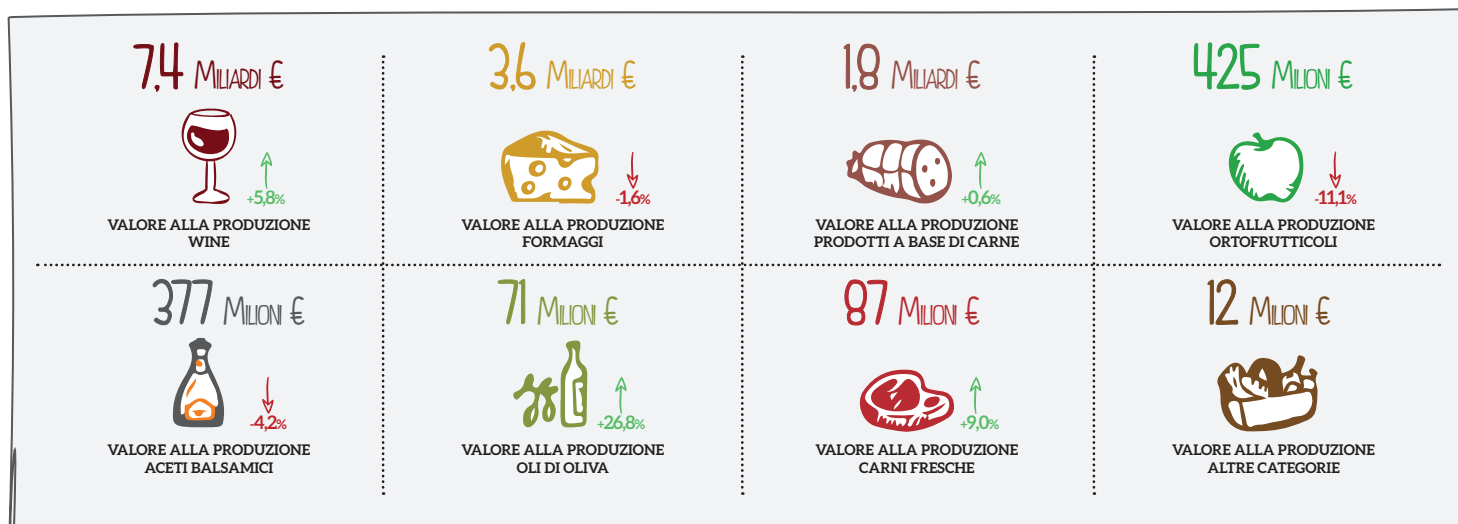 7,4 Miliardi €
+5,8%
VALORE ALLA PRODUZIONE
WINE
3,6 Miliardi €
-1,6%
VALORE ALLA PRODUZIONE
FORMAGGI
1,8 Miliardi €
+0,6%
VALORE ALLA PRODUZIONE
PRODOTTI A BASE DI CARNE
425 Milioni €
-11,1%
VALORE ALLA PRODUZIONE
ORTOFRUTTICOLI
377 Milioni €
-4,2%
VALORE ALLA PRODUZIONE
ACETI BALSAMICI
71 Milioni €
+26,8%
VALORE ALLA PRODUZIONE
OLI DI OLIVA
87 Milioni €
+9,0%
VALORE ALLA PRODUZIONE
CARNI FRESCHE
12 Milioni €
VALORE ALLA PRODUZIONE
ALTRE CATEGORIE